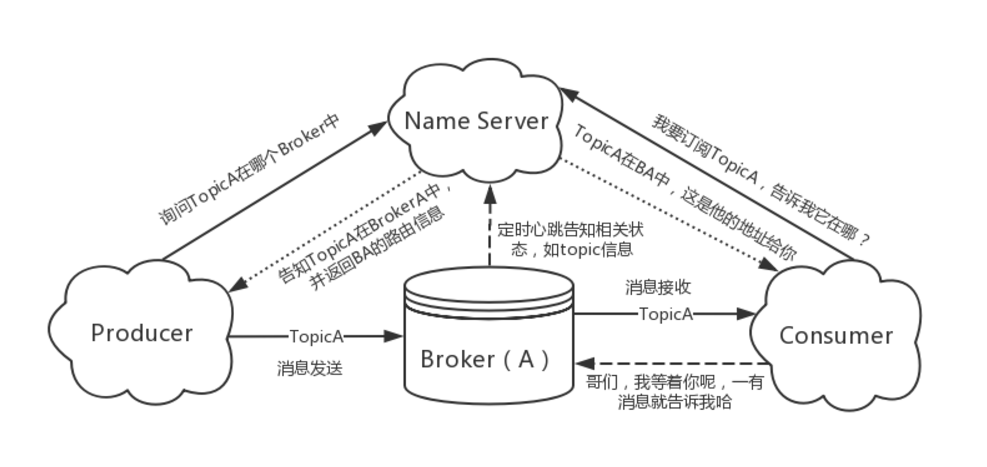 Name Server
询问TopicA在哪个Broker中
告知TopicA在BrokerA中，
并返回BA的路由信息
定时心跳告知相关状
态，如topic信息
我要订阅TopicA，告诉我它在哪？
TopicA在BA中，这是他的地址给你
Producer
TopicA
消息发送
Broker（A）
消息接收
TopicA
Consumer
哥们，我等着你呢，一有
消息就告诉我哈